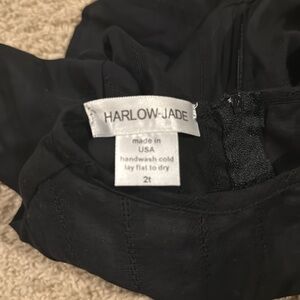 HARLOW-JADE
made in
USA
handwash cold
lay flat to dry
2t